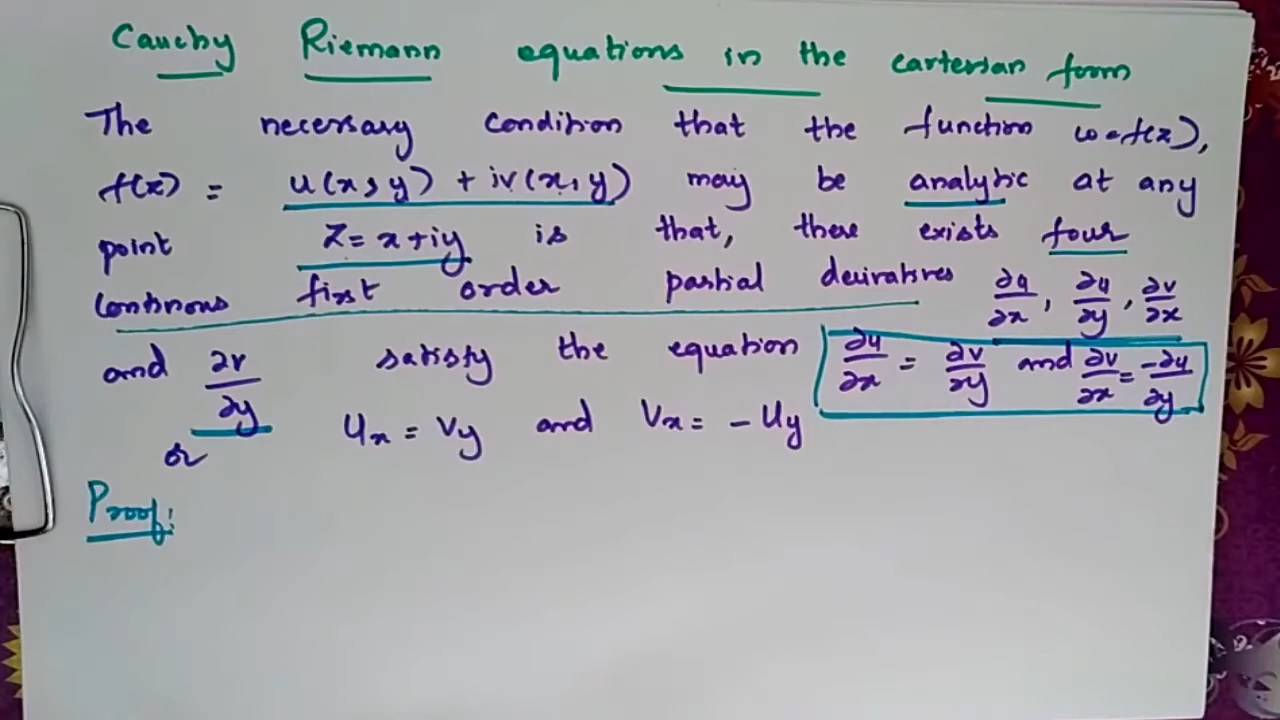 Cauchy Riemann equations in the cartesian form
The necessary condition that the function w=f(z),
f(z) = u(x,y) + iv(x,y) may be analytic at any
point z=x+iy is that, there exists four
continous first order partial derivatives ∂u/∂x, ∂u/∂y, ∂v/∂x
and ∂v/∂y satisfy the equation ∂u/∂x = ∂v/∂y and ∂v/∂x = -∂u/∂y
or ux = vy and vx = - uy
Proof: